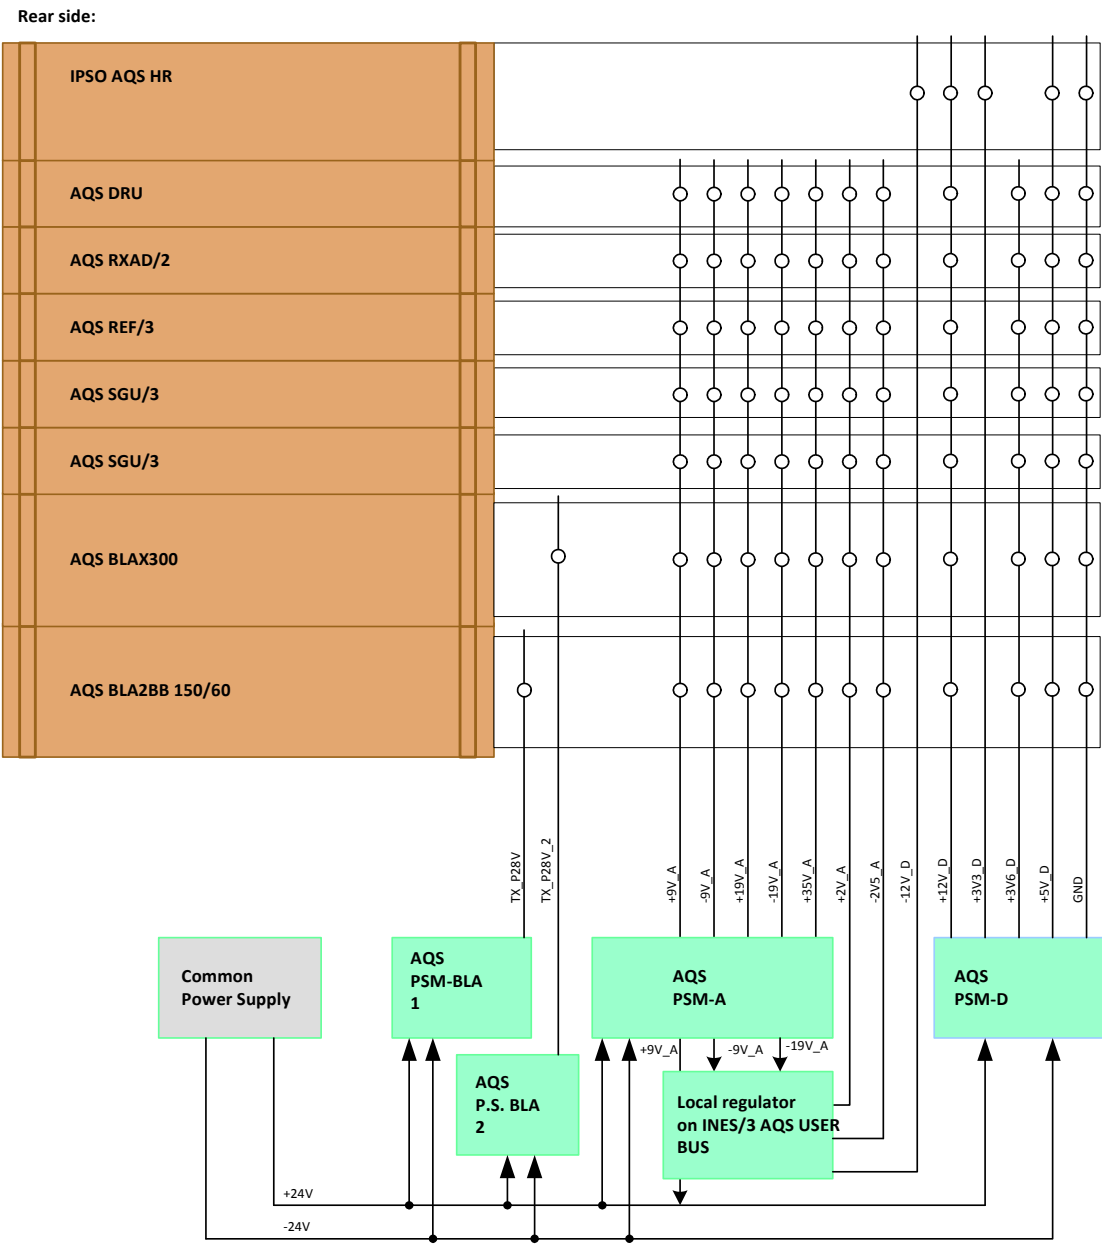 Rear side:
IPSO AQS HR
AQS DRU
AQS RXAD/2
AQS REF/3
AQS SGU/3
AQS SGU/3
AQS BLAX300
AQS BLA2BB 150/60
TX_P28V
TX_P28V_2
+9V_A
-9V_A
+19V_A
-19V_A
+35V_A
+2V_A
-2V5_A
-12V_D
+12V_D
+3V3_D
+3V6_D
+5V_D
GND
Common
Power Supply
AQS
PSM-BLA
1
AQS
PSM-A
AQS
PSM-D
+9V_A
-9V_A
-19V_A
AQS
P.S. BLA
2
Local regulator
on INES/3 AQS USER
BUS
+24V
-24V